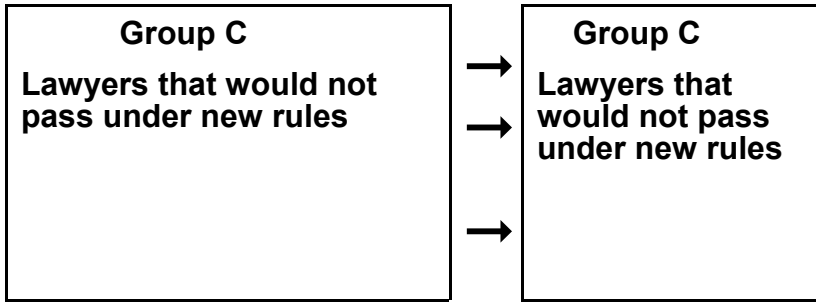 Group C
Lawyers that would not
pass under new rules
Group C
Lawyers that
would not pass
under new rules